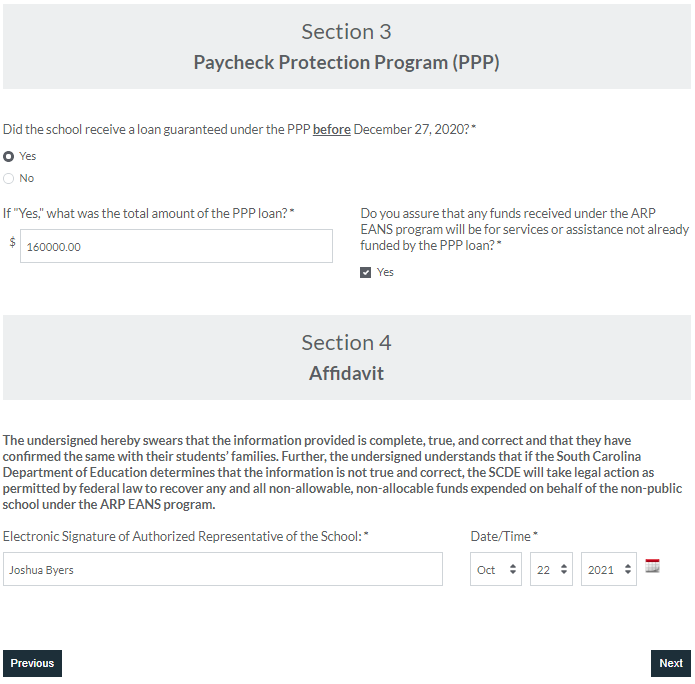 Section 3
Paycheck Protection Program (PPP)
Did the school receive a loan guaranteed under the PPP before December 27, 2020?*
Yes
No
If "Yes," what was the total amount of the PPP loan?*
$ 160000.00
Do you assure that any funds received under the ARP
EANS program will be for services or assistance not already
funded by the PPP loan?*
Yes
Section 4
Affidavit
The undersigned hereby swears that the information provided is complete, true, and correct and that they have
confirmed the same with their students’ families. Further, the undersigned understands that if the South Carolina
Department of Education determines that the information is not true and correct, the SCDE will take legal action as
permitted by federal law to recover any and all non-allowable, non-allocable funds expended on behalf of the non-public
school under the ARP EANS program.
Electronic Signature of Authorized Representative of the School:*
Joshua Byers
Date/Time*
Oct 22 2021
Previous
Next